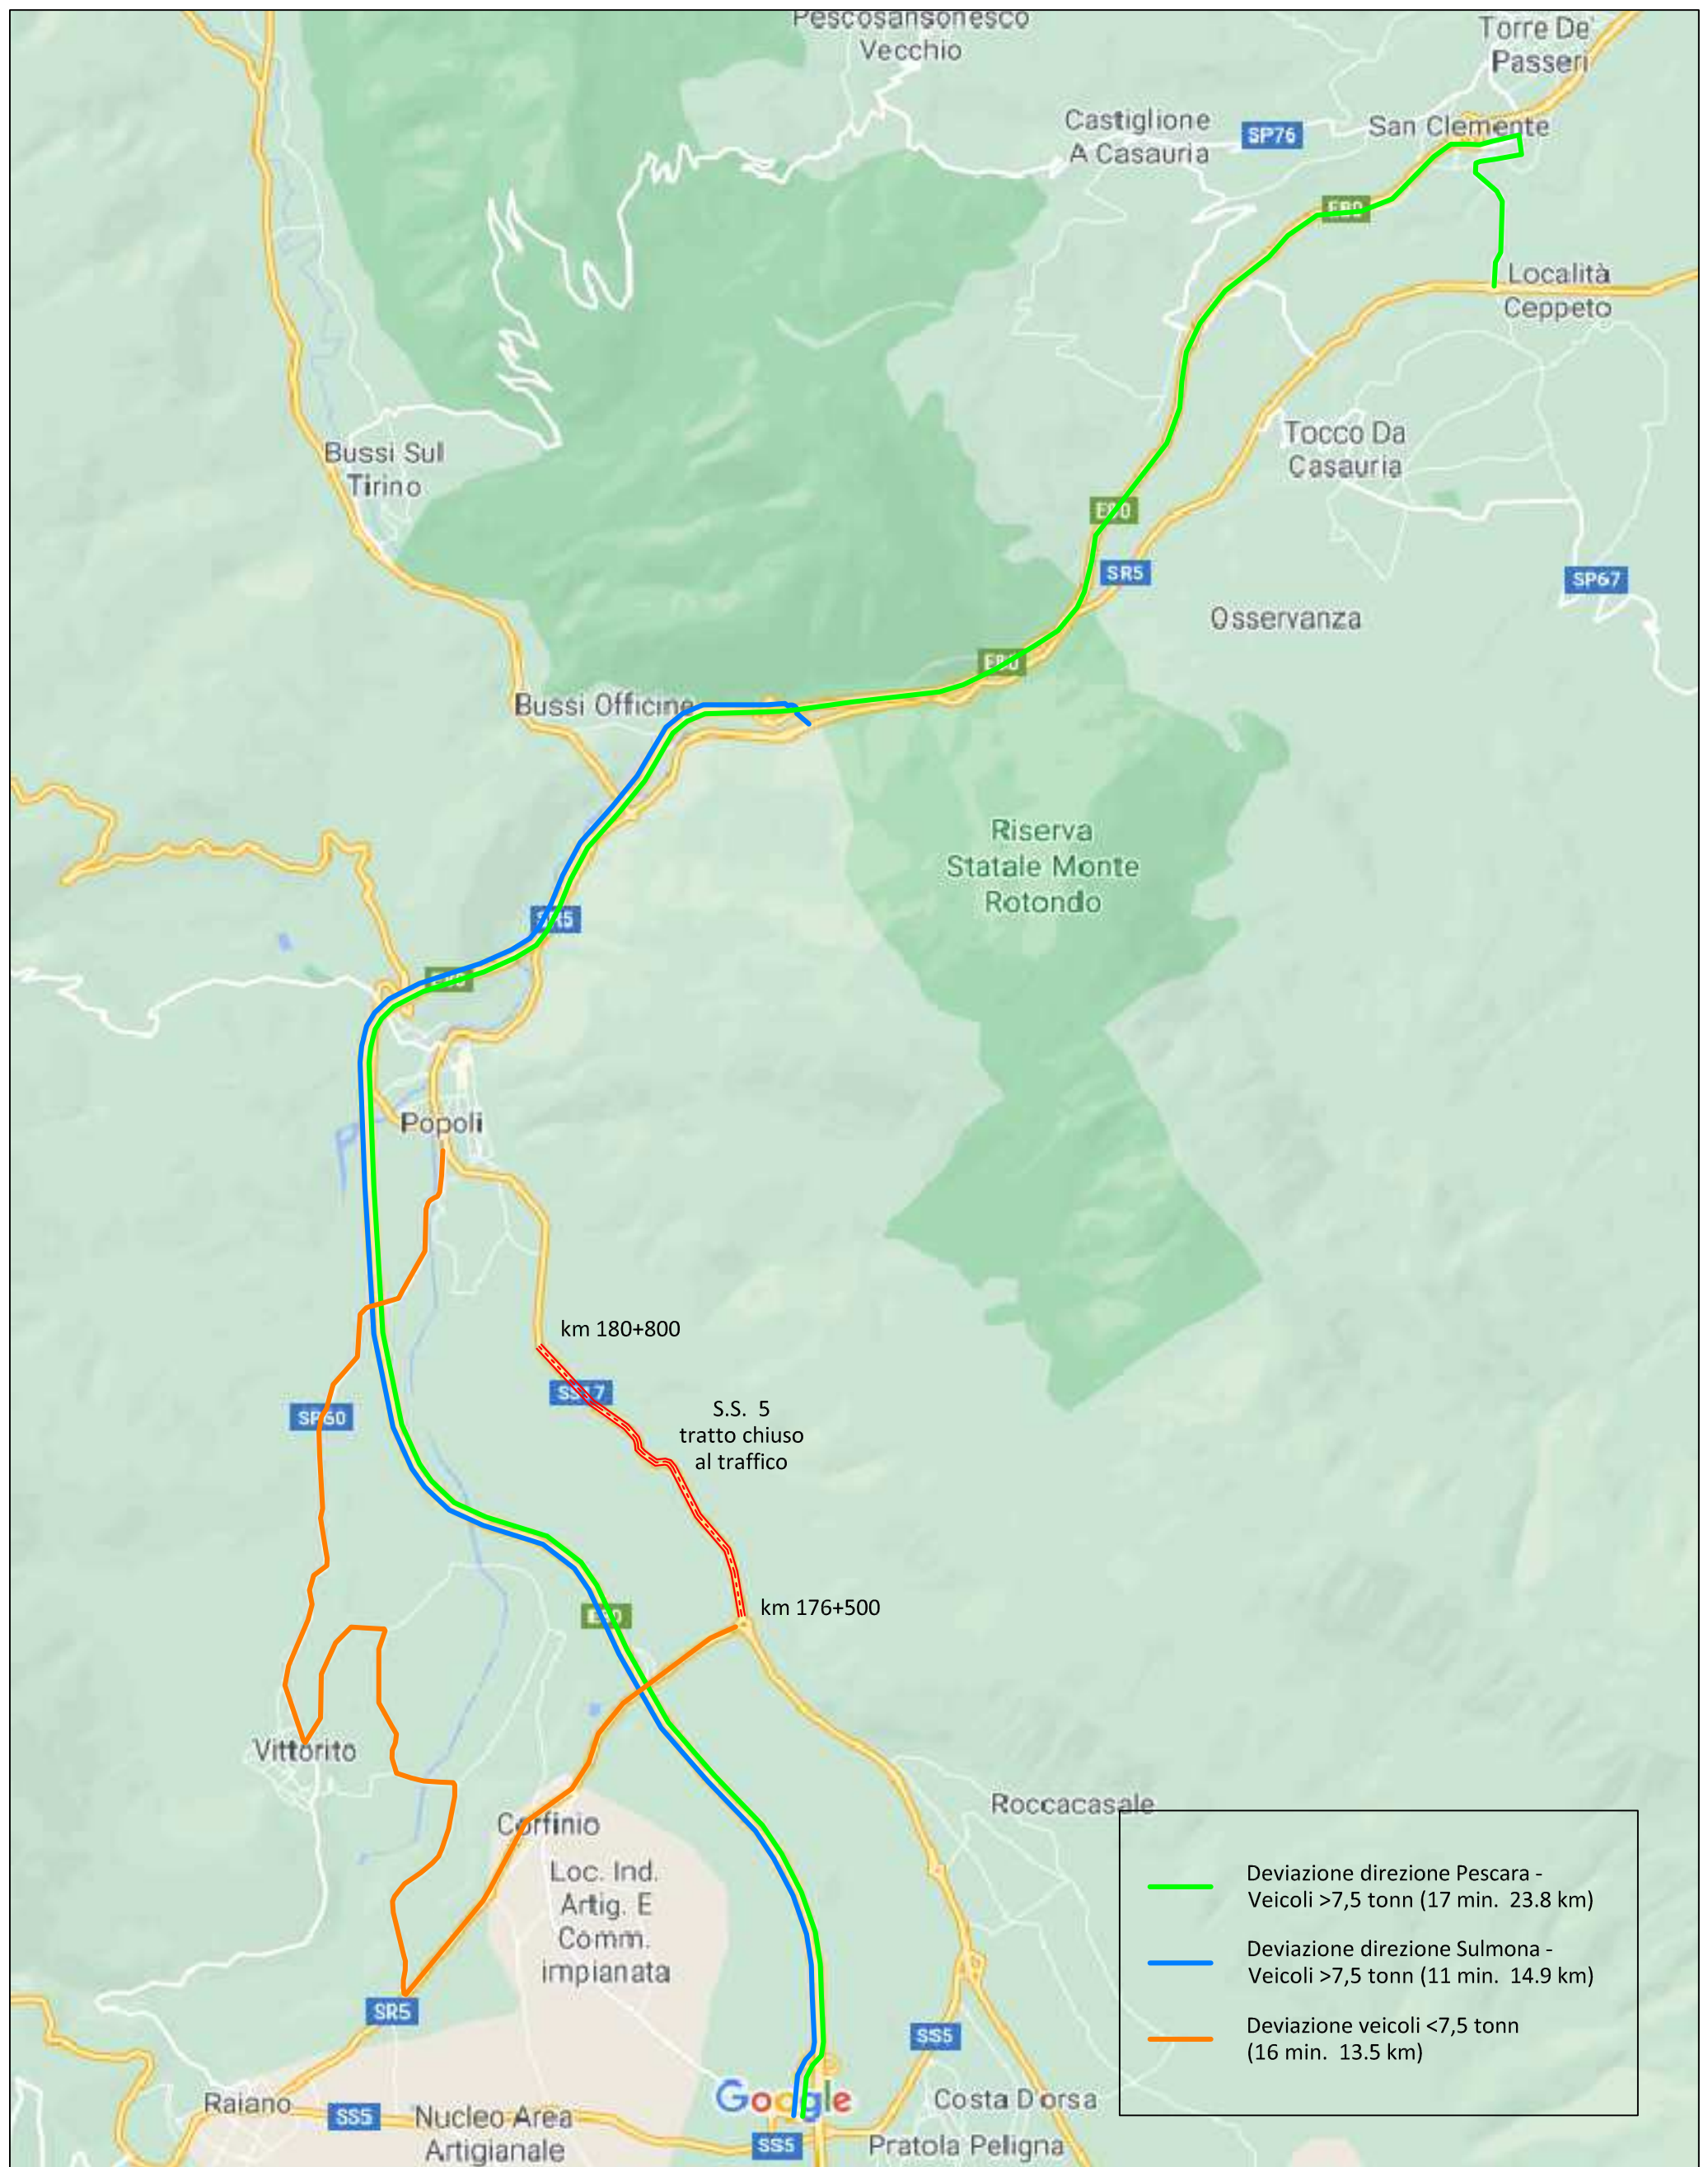 Pescosansonesco
Vecchio
Torre De'
Passeri
Castiglione
A Casauria
SP76
San Clemente
E80
Località
Ceppeto
Bussi Sul
Tirino
Tocco Da
Casauria
E80
SR5
SP67
Osservanza
E80
Bussi Officine
Riserva
Statale Monte
Rotondo
SR5
E80
Popoli
km 180+800
SS17
SP60
S.S. 5
tratto chiuso
al traffico
E80
km 176+500
Vittorito
Corfinio
Roccacasale
Loc. Ind.
Artig. E
Comm.
impianata
SR5
Deviazione direzione Pescara -
Veicoli >7,5 tonn (17 min. 23.8 km)
Deviazione direzione Sulmona -
Veicoli >7,5 tonn (11 min. 14.9 km)
Deviazione veicoli <7,5 tonn
(16 min. 13.5 km)
SS5
Raiano
SS5
Nucleo Area
Artigianale
Google
Costa D'orsa
SS5
Pratola Peligna